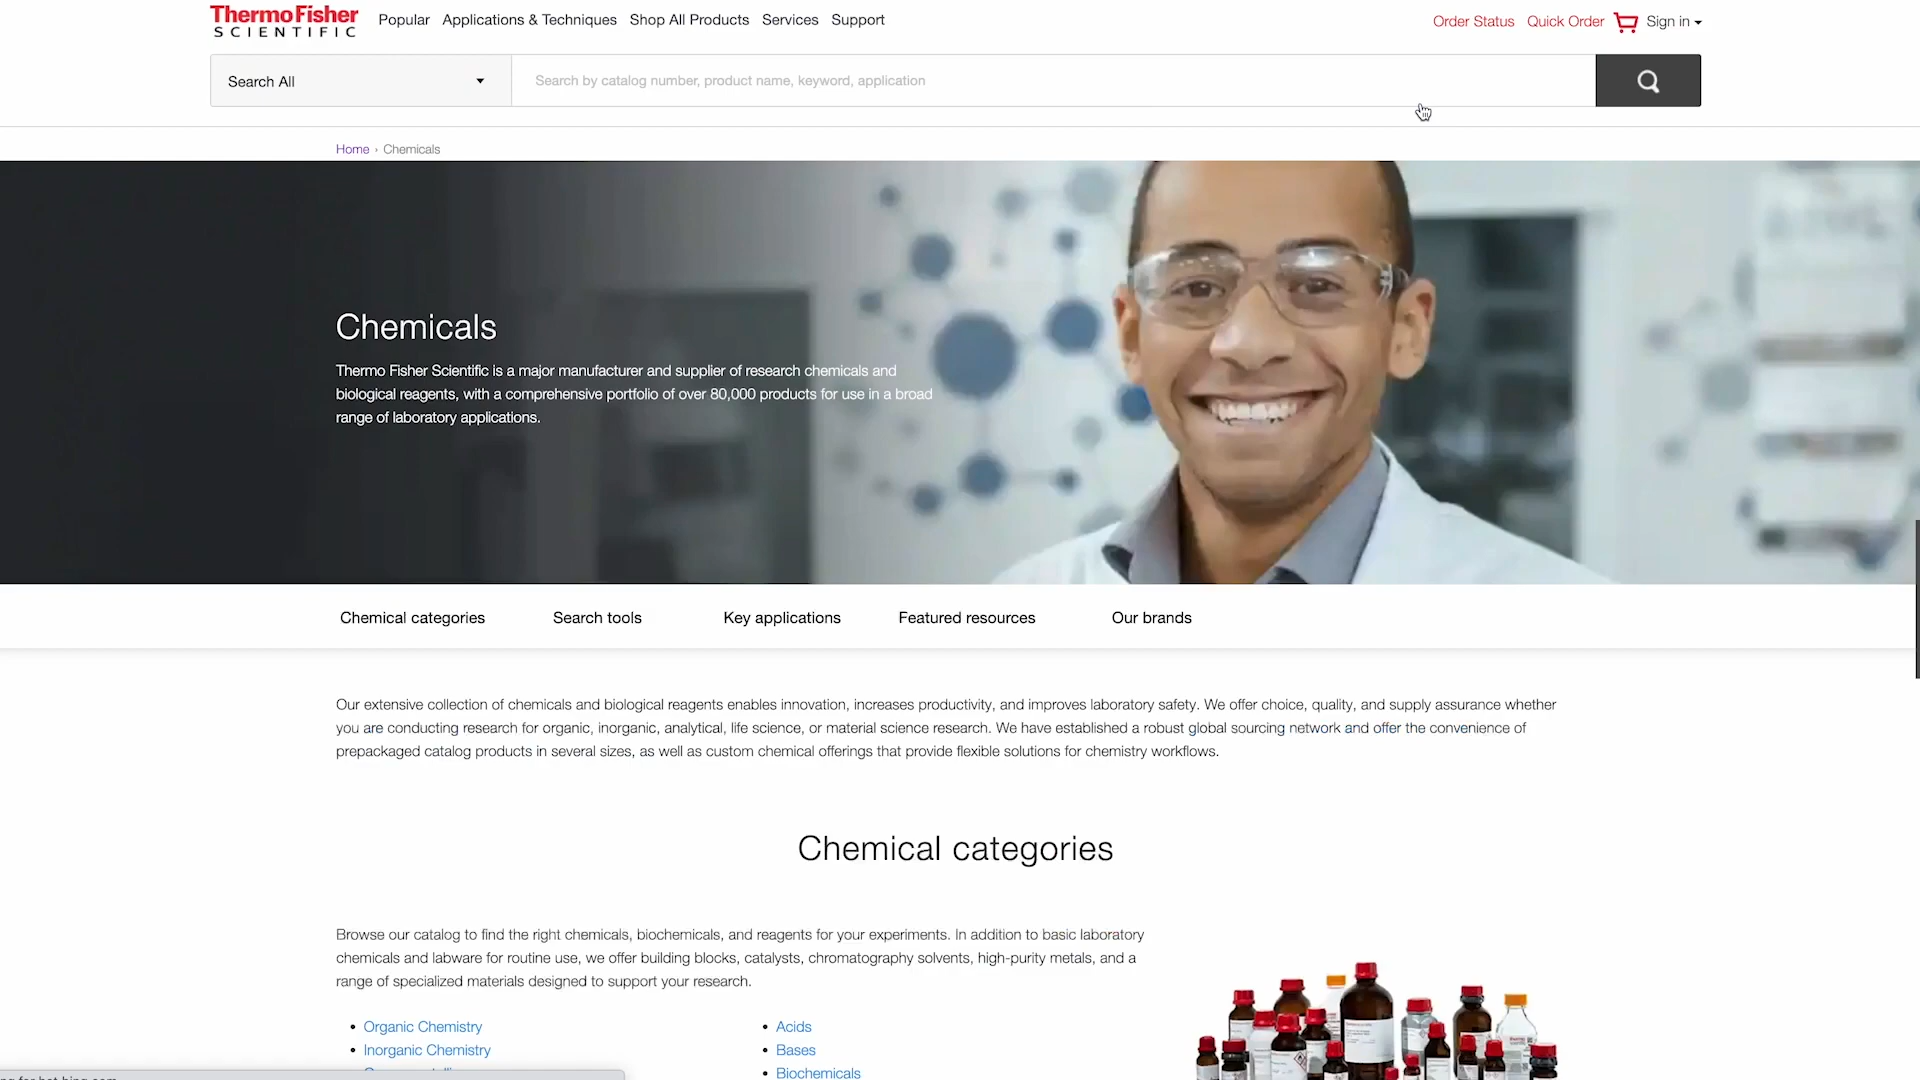 ThermoFisher
SCIENTIFIC
Popular Applications & Techniques Shop All Products Services Support
Order Status Quick Order Sign in
Search All
Search by catalog number, product name, keyword, application
Home › Chemicals
Chemicals
Thermo Fisher Scientific is a major manufacturer and supplier of research chemicals and
biological reagents, with a comprehensive portfolio of over 80,000 products for use in a broad
range of laboratory applications.
Chemical categories Search tools Key applications Featured resources Our brands
Our extensive collection of chemicals and biological reagents enables innovation, increases productivity, and improves laboratory safety. We offer choice, quality, and supply assurance whether
you are conducting research for organic, inorganic, analytical, life science, or material science research. We have established a robust global sourcing network and offer the convenience of
prepackaged catalog products in several sizes, as well as custom chemical offerings that provide flexible solutions for chemistry workflows.
Chemical categories
Browse our catalog to find the right chemicals, biochemicals, and reagents for your experiments. In addition to basic laboratory
chemicals and labware for routine use, we offer building blocks, catalysts, chromatography solvents, high-purity metals, and a
range of specialized materials designed to support your research.
• Organic Chemistry
• Inorganic Chemistry
• Acids
• Bases
• Biochemicals